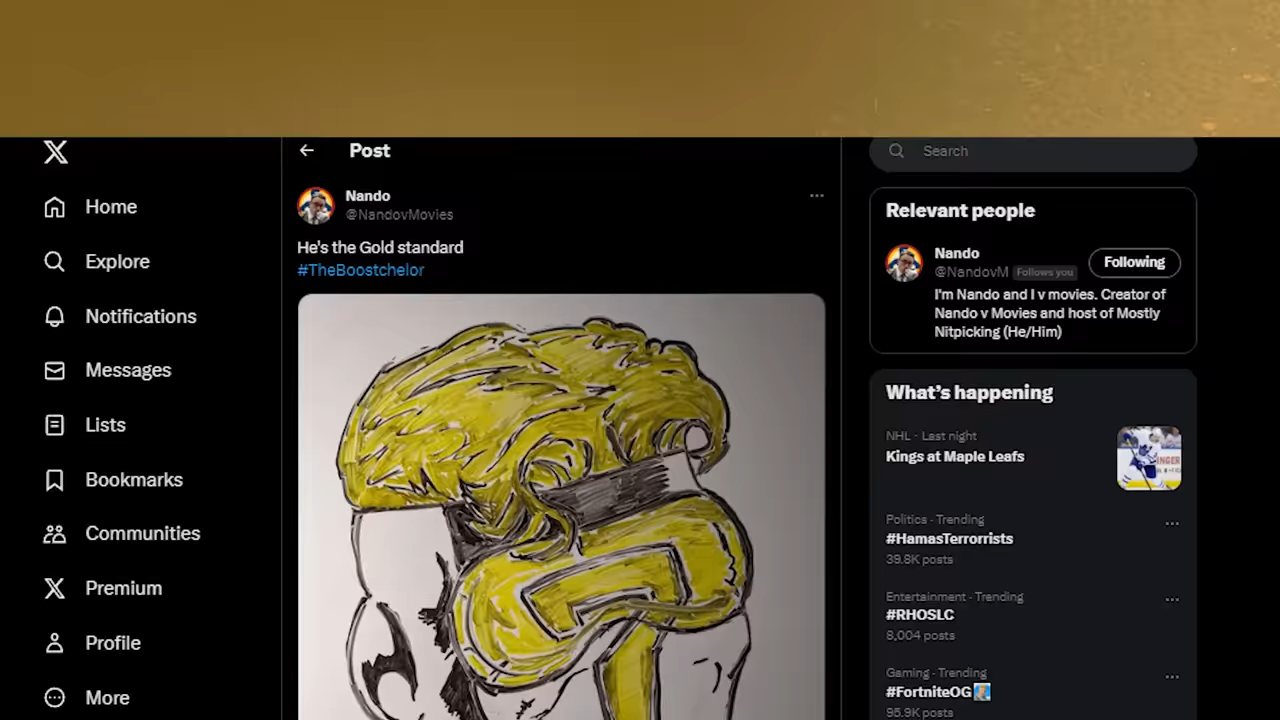 Home
Explore
Notifications
Messages
Lists
Bookmarks
Communities
Premium
Profile
More
Post
Nando
@NandovMovies
He's the Gold standard
#TheBoostchelor
Search
Relevant people
Nando
@NandovM Follows you
Following
I'm Nando and I v movies. Creator of
Nando v Movies and host of Mostly
Nitpicking (He/Him)
What's happening
NHL · Last night
Kings at Maple Leafs
Politics · Trending
#HamasTerrorrists
39.8K posts
Entertainment · Trending
#RHOSLC
8,004 posts
Gaming · Trending
#FortniteOG
95.9K posts